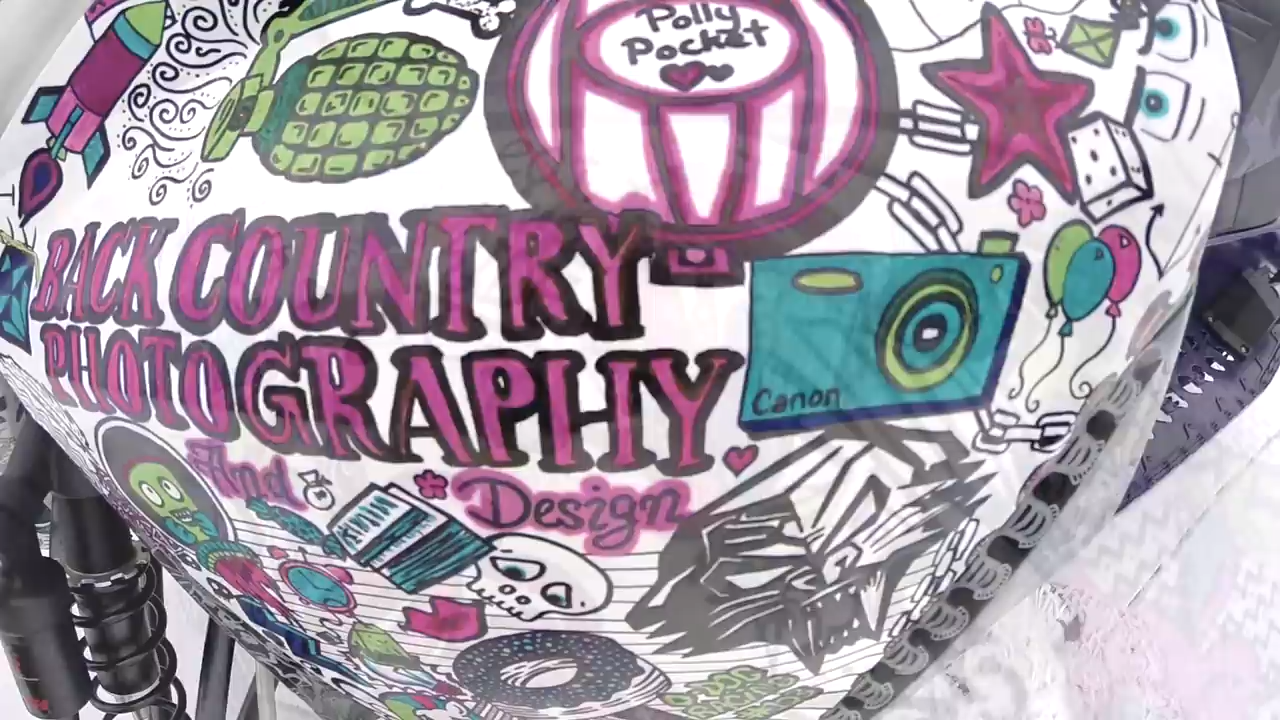 Polly
Pocket
BACK COUNTRY
PHOTOGRAPHY
And
Design
Canon